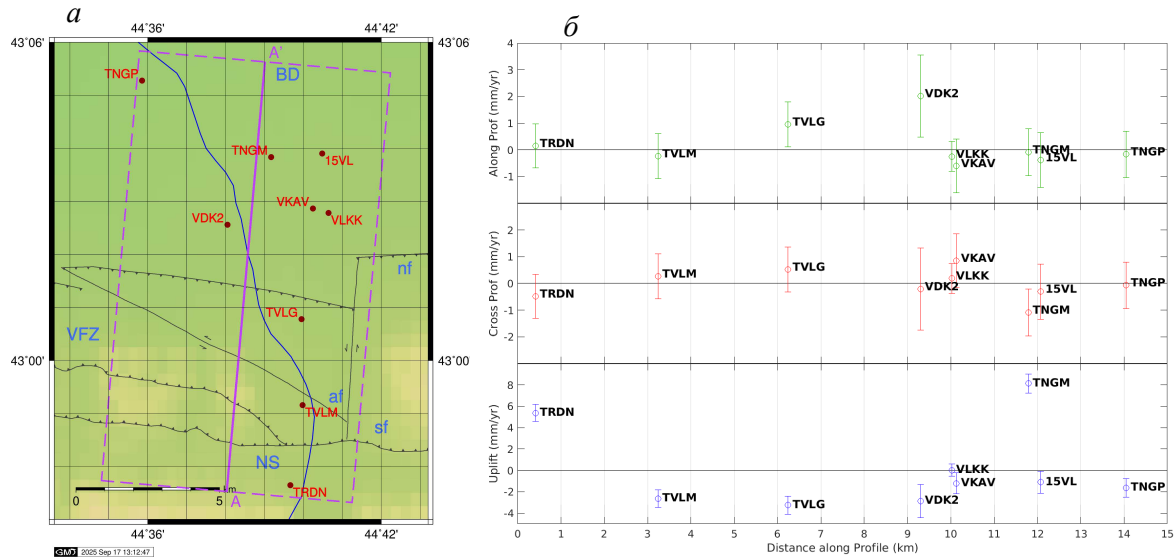 а
44˚36'
44˚42'
43˚06'
43˚06'
A'
BD
TNGP
TNGM
15VL
VKAV
VLKK
VDK2
nf
TVLG
VFZ
43˚00'
43˚00'
af
TVLM
sf
NS
TRDN
0
5
km
A
44˚36'
44˚42'
GMT 2025 Sep 17 13:12:47
б
Along Prof (mm/yr)
4
3
2
1
0
-1
TRDN
TVLM
TVLG
VDK2
VLKK
VKAV
TNGM
15VL
TNGP
Cross Prof (mm/yr)
2
1
0
-1
-2
TRDN
TVLM
TVLG
VDK2
VKAV
VLKK
TNGM
15VL
TNGP
Uplift (mm/yr)
8
6
4
2
0
-2
-4
TRDN
TVLM
TVLG
VDK2
VLKK
VKAV
TNGM
15VL
TNGP
0 1 2 3 4 5 6 7 8 9 10 11 12 13 14 15
Distance along Profile (km)